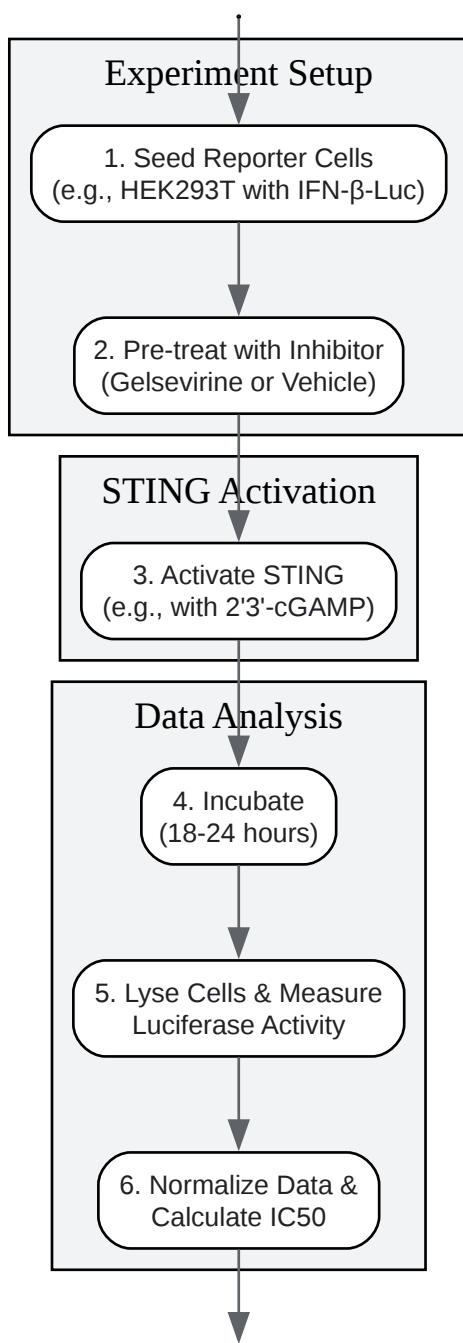 Experiment Setup
1. Seed Reporter Cells
(e.g., HEK293T with IFN-β-Luc)
2. Pre-treat with Inhibitor
(Gelsevirine or Vehicle)
STING Activation
3. Activate STING
(e.g., with 2'3'-cGAMP)
Data Analysis
4. Incubate
(18-24 hours)
5. Lyse Cells & Measure
Luciferase Activity
6. Normalize Data &
Calculate IC50